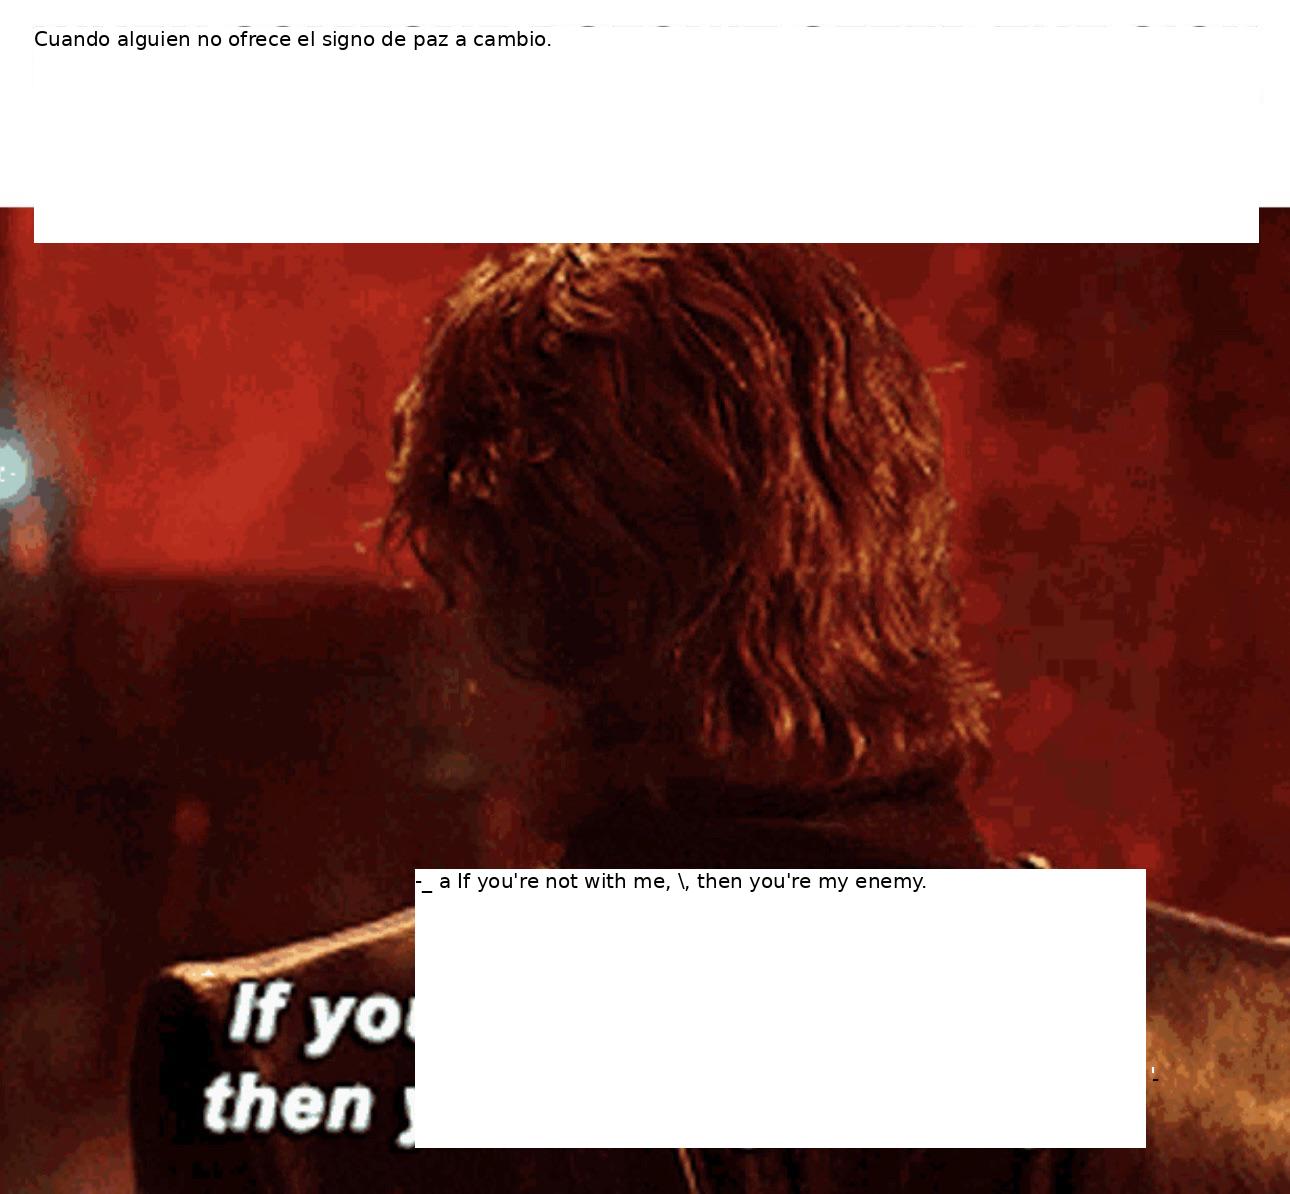 Cuando alguien no ofrece el signo de paz a cambio.
-_ a If you're not with me, \, then you're my enemy.
If you
then y